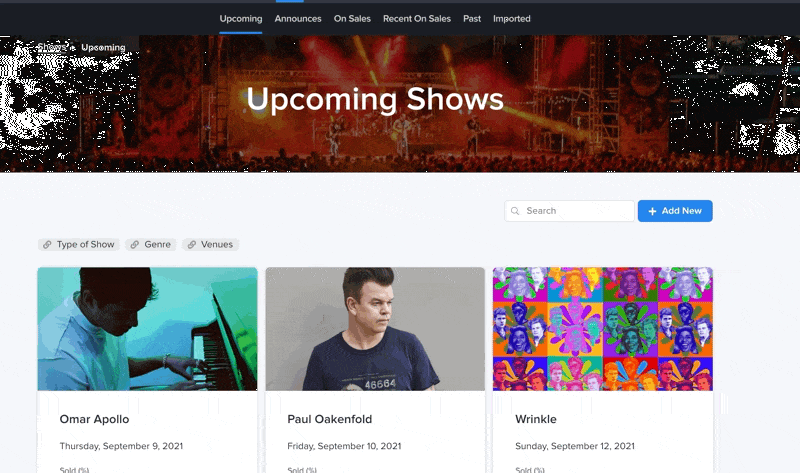 Upcoming Announces On Sales Recent On Sales Past Imported
Shows Upcoming
Upcoming Shows
Search
Add New
Type of Show Genre Venues
46664
Omar Apollo Paul Oakenfold Wrinkle
Thursday, September 9, 2021 Friday, September 10, 2021 Sunday, September 12, 2021
Sold (%) Sold (%) Sold (%)